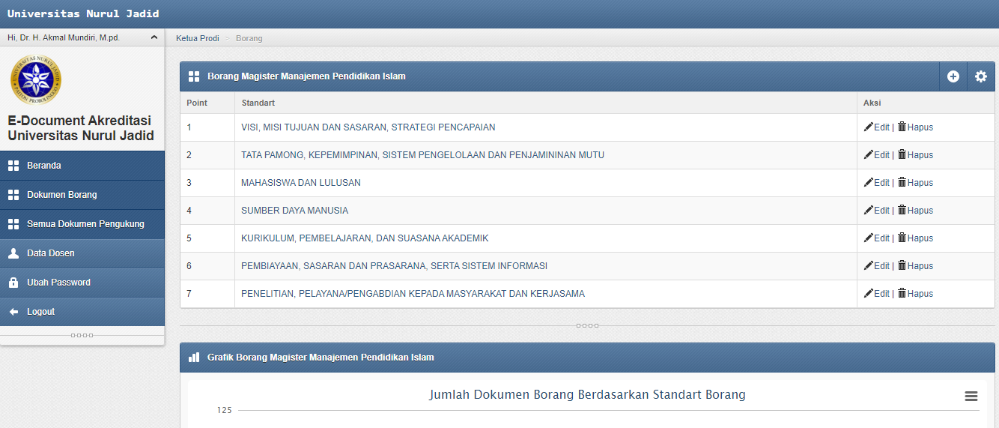 Universitas Nurul Jadid
Hi, Dr. H. Akmal Mundiri, M.pd.
Ketua Prodi > Borang
UNIVERSITAS NURUL JADID
PAITON PROBOLINGGO
E-Document Akreditasi
Universitas Nurul Jadid
Beranda
Dokumen Borang
Semua Dokumen Pengukung
Data Dosen
Ubah Password
Logout
Borang Magister Manajemen Pendidikan Islam
Point Standart Aksi
1 VISI, MISI TUJUAN DAN SASARAN, STRATEGI PENCAPAIAN Edit | Hapus
2 TATA PAMONG, KEPEMIMPINAN, SISTEM PENGELOLAAN DAN PENJAMININAN MUTU Edit | Hapus
3 MAHASISWA DAN LULUSAN Edit | Hapus
4 SUMBER DAYA MANUSIA Edit | Hapus
5 KURIKULUM, PEMBELAJARAN, DAN SUASANA AKADEMIK Edit | Hapus
6 PEMBIAYAAN, SASARAN DAN PRASARANA, SERTA SISTEM INFORMASI Edit | Hapus
7 PENELITIAN, PELAYANA/PENGABDIAN KEPADA MASYARAKAT DAN KERJASAMA Edit | Hapus
Grafik Borang Magister Manajemen Pendidikan Islam
Jumlah Dokumen Borang Berdasarkan Standart Borang
125